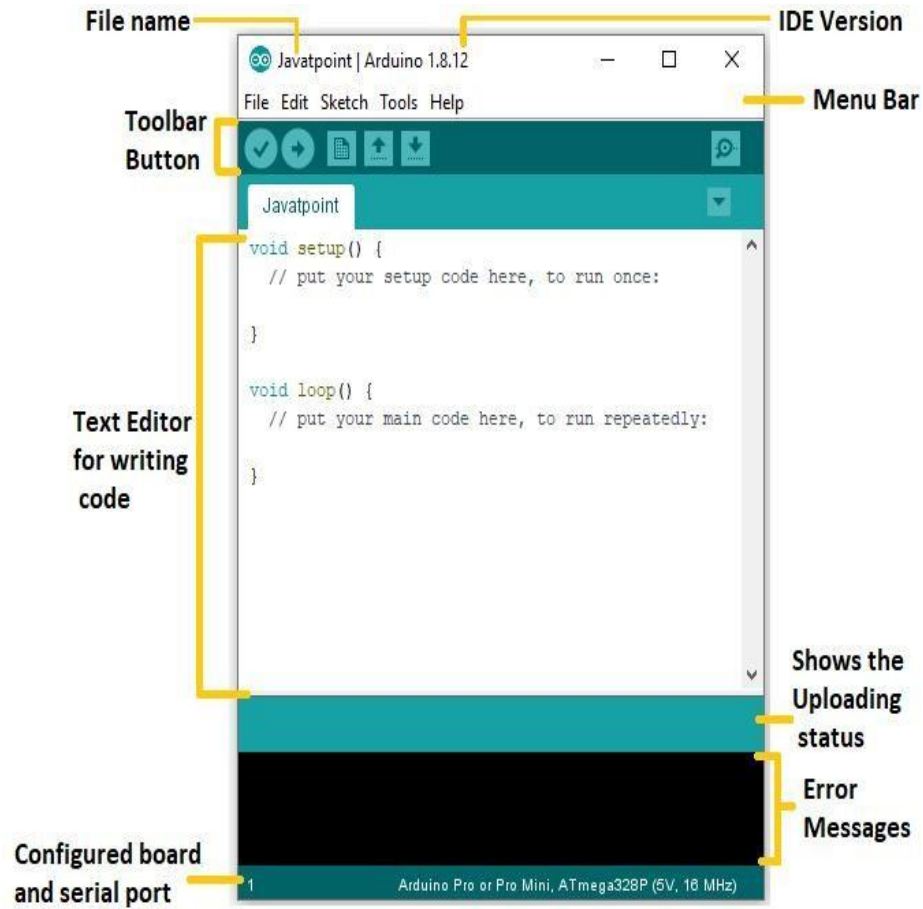 File name
IDE Version
Javatpoint | Arduino 1.8.12
File Edit Sketch Tools Help
Menu Bar
Toolbar
Button
Javatpoint
void setup() {
// put your setup code here, to run once:
}
void loop() {
// put your main code here, to run repeatedly:
}
Text Editor
for writing
code
Shows the
Uploading
status
Error
Messages
Configured board
and serial port
1
Arduino Pro or Pro Mini, ATmega328P (5V, 16 MHz)